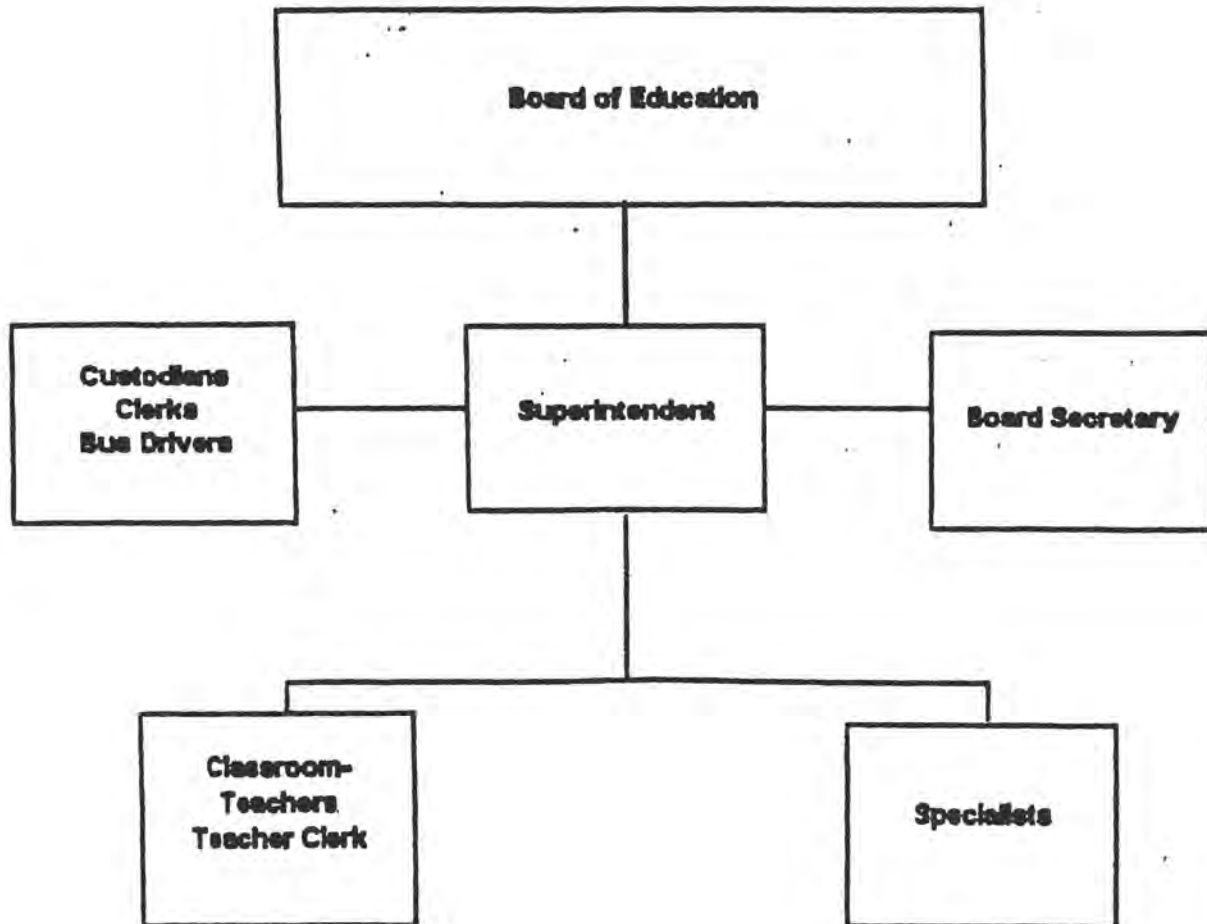 Board of Education
Custodians
Clerks
Bus Drivers
Superintendent
Board Secretary
Classroom-
Teachers
Teacher Clerk
Specialists